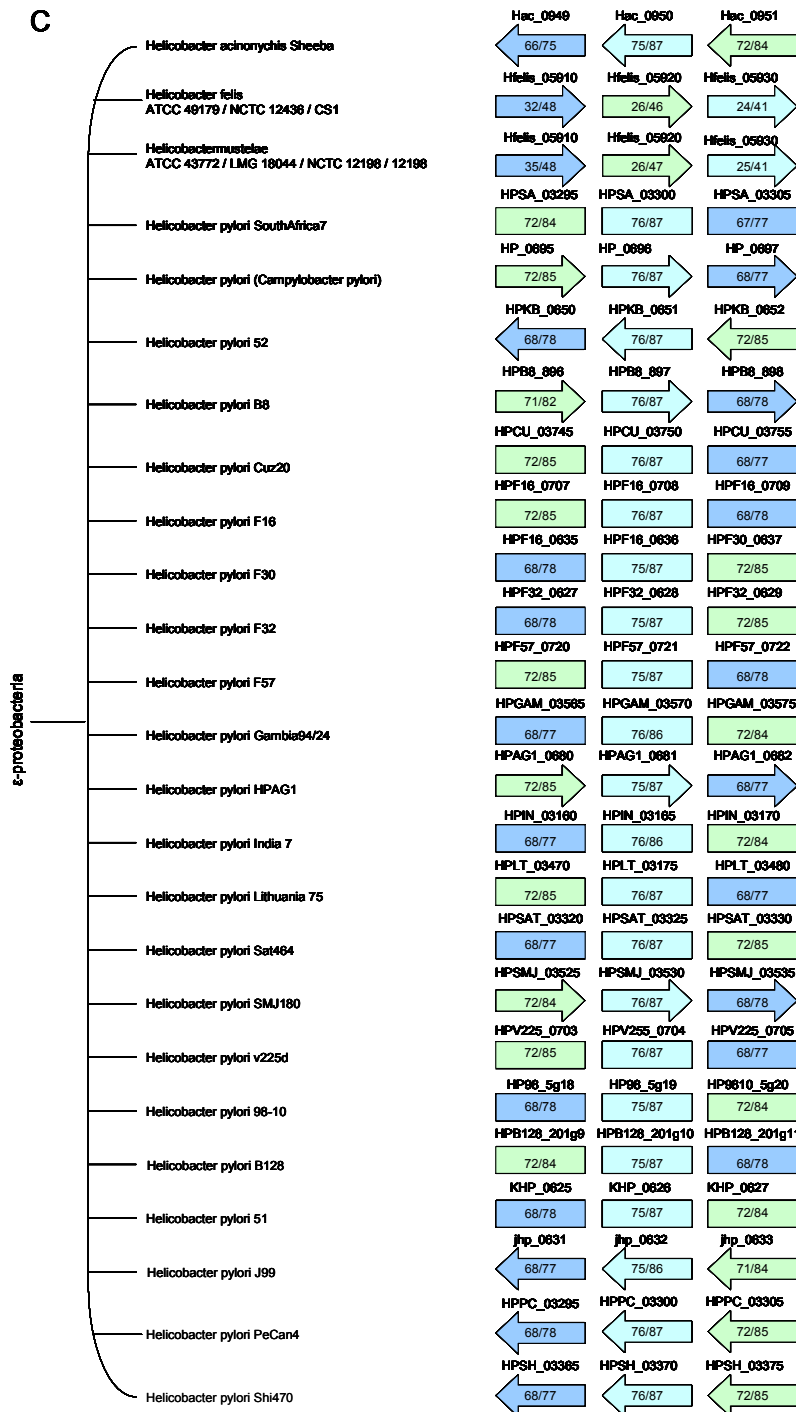 C
Hac_0949 Hac_0950 Hac_0951
Helicobacter acinonychis Sheeba 66/75 75/87 72/84
Hfelis_05910 Hfelis_05920 Hfelis_05930
Helicobacter felis
ATCC 49179 / NCTC 12436 / CS1 32/48 26/46 24/41
Hfelis_05910 Hfelis_05920 Hfelis_05930
Helicobactermustelae
ATCC 43772 / LMG 18044 / NCTC 12198 / 12198 35/48 26/47 25/41
HPSA_03295 HPSA_03300 HPSA_03305
Helicobacter pylori SouthAfrica7 72/84 76/87 67/77
HP_0695 HP_0696 HP_0697
Helicobacter pylori (Campylobacter pylori) 72/85 76/87 68/77
HPKB_0650 HPKB_0651 HPKB_0652
Helicobacter pylori 52 68/78 76/87 72/85
HPB8_896 HPB8_897 HPB8_898
Helicobacter pylori B8 71/82 76/87 68/78
HPCU_03745 HPCU_03750 HPCU_03755
Helicobacter pylori Cuz20 72/85 76/87 68/77
HPF16_0707 HPF16_0708 HPF16_0709
Helicobacter pylori F16 72/85 76/87 68/78
HPF16_0635 HPF16_0636 HPF30_0637
Helicobacter pylori F30 68/78 75/87 72/85
HPF32_0627 HPF32_0628 HPF32_0629
Helicobacter pylori F32 68/78 75/87 72/85
HPF57_0720 HPF57_0721 HPF57_0722
Helicobacter pylori F57 72/85 75/87 68/78
ε-proteobacteria
HPGAM_03565 HPGAM_03570 HPGAM_03575
Helicobacter pylori Gambia94/24 68/77 76/86 72/84
HPAG1_0680 HPAG1_0681 HPAG1_0682
Helicobacter pylori HPAG1 72/85 75/87 68/77
HPIN_03160 HPIN_03165 HPIN_03170
Helicobacter pylori India 7 68/77 76/86 72/84
HPLT_03470 HPLT_03175 HPLT_03480
Helicobacter pylori Lithuania 75 72/85 76/87 68/77
HPSAT_03320 HPSAT_03325 HPSAT_03330
Helicobacter pylori Sat464 68/77 76/87 72/85
HPSMJ_03525 HPSMJ_03530 HPSMJ_03535
Helicobacter pylori SMJ180 72/84 76/87 68/78
HPV225_0703 HPV255_0704 HPV225_0705
Helicobacter pylori v225d 72/85 76/87 68/77
HP98_5g18 HP98_5g19 HP9810_5g20
Helicobacter pylori 98-10 68/78 75/87 72/84
HPB128_201g9 HPB128_201g10 HPB128_201g11
Helicobacter pylori B128 72/84 75/87 68/78
KHP_0625 KHP_0626 KHP_0627
Helicobacter pylori 51 68/78 75/87 72/84
jhp_0631 jhp_0632 jhp_0633
Helicobacter pylori J99 68/77 75/86 71/84
HPPC_03295 HPPC_03300 HPPC_03305
Helicobacter pylori PeCan4 68/78 76/87 72/85
HPSH_03365 HPSH_03370 HPSH_03375
Helicobacter pylori Shi470 68/77 76/87 72/85